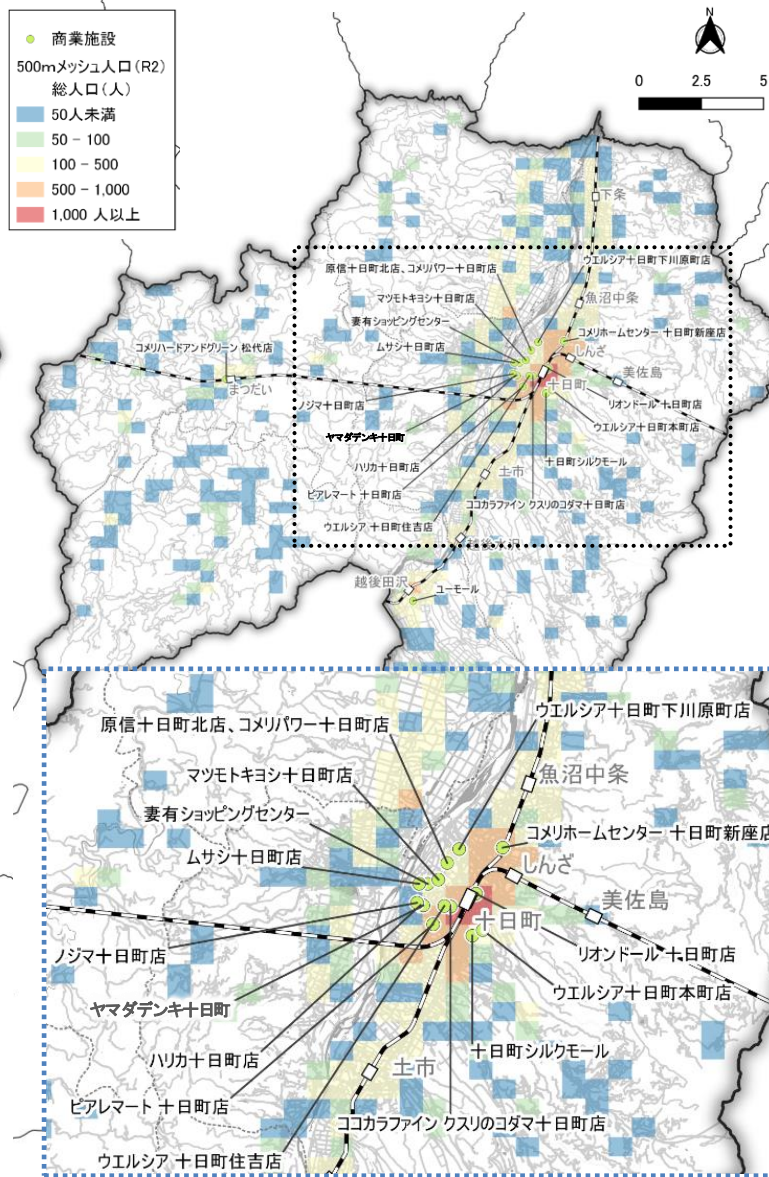 商業施設
500mメッシュ人口(R2)
総人口(人)
50人未満
50 - 100
100 - 500
500 - 1,000
1,000 人以上
N
0 2.5 5
下条
ウエルシア十日町下川原町店
原信十日町北店、コメリパワー十日町店
魚沼中条
マツモトキヨシ十日町店
妻有ショッピングセンター
コメリホームセンター 十日町新座店
コメリハードアンドグリーン 松代店
ムサシ十日町店
しんざ
美佐島
まつだい
十日町
ノジマ十日町店
リオンドール 十日町店
ウエルシア十日町本町店
ヤマダデンキ十日町
ハリカ十日町店
十日町シルクモール
土市
ピアレマート 十日町店
ココカラファイン クスリのコダマ十日町店
ウエルシア 十日町住吉店
越後水沢
越後田沢
ユーモール
原信十日町北店、コメリパワー十日町店
ウエルシア十日町下川原町店
マツモトキヨシ十日町店
魚沼中条
妻有ショッピングセンター
コメリホームセンター 十日町新座店
ムサシ十日町店
しんざ
美佐島
十日町
ノジマ十日町店
リオンドール 十日町店
ヤマダデンキ十日町
ウエルシア十日町本町店
ハリカ十日町店
十日町シルクモール
土市
ピアレマート 十日町店
ココカラファイン クスリのコダマ十日町店
ウエルシア 十日町住吉店